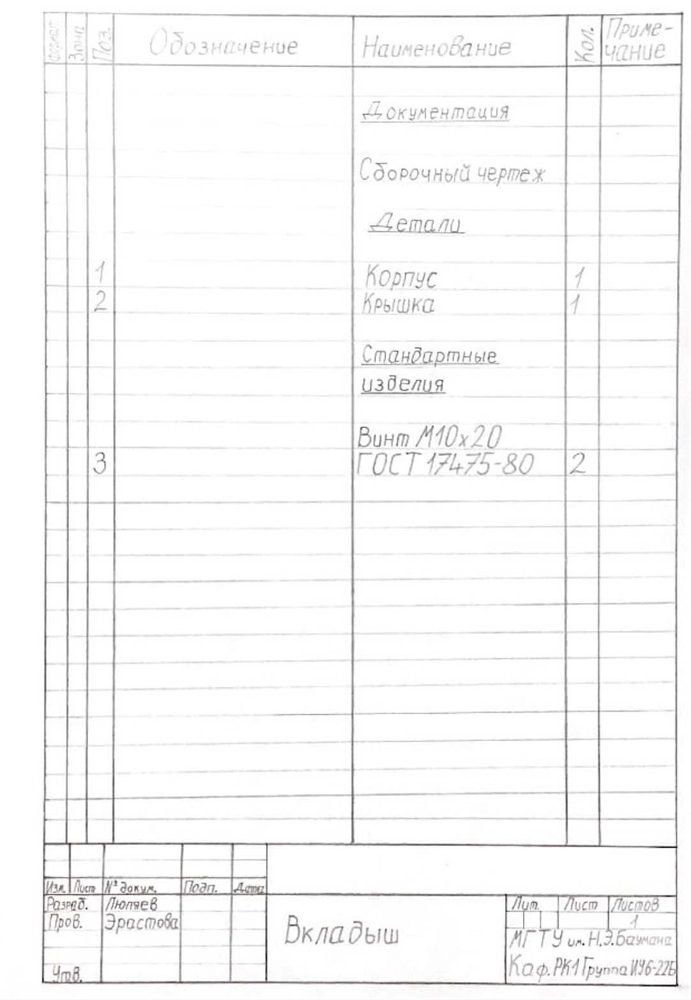 Формат Зона Поз. Обозначение Наименование Кол. Приме-
чание
Документация
Сборочный чертеж
Детали
1 Корпус 1
2 Крышка 1
Стандартные
изделия
Винт М10х20
3 ГОСТ 17475-80 2
Изм. Лист № докум. Подп. Дата
Разраб. Люпяев
Пров. Эрастова
Утв.
Вкладыш
Лит. Лист Листов
1
МГТУ им. Н.Э.Баумана
Каф. РК1 Группа ИУ6-22Б